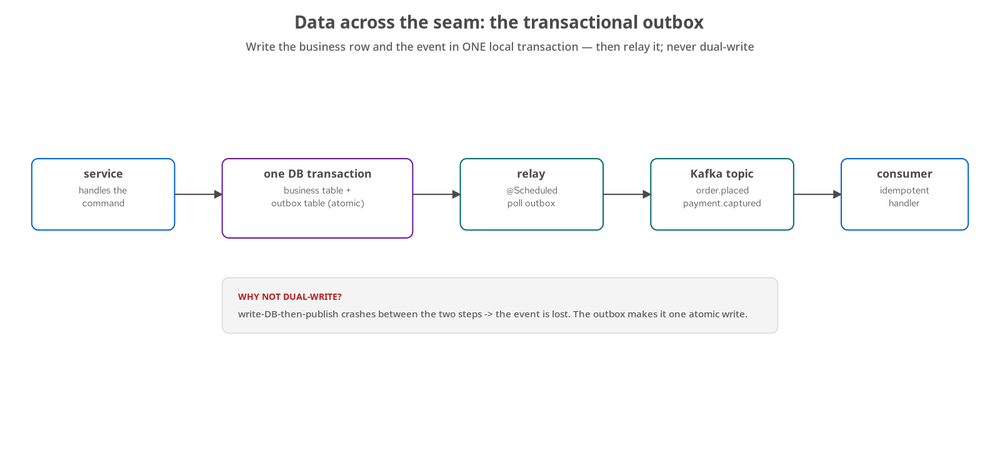 Data across the seam: the transactional outbox
Write the business row and the event in ONE local transaction — then relay it; never dual-write
service
handles the
command
one DB transaction
business table +
outbox table (atomic)
relay
@Scheduled
poll outbox
Kafka topic
order.placed
payment.captured
consumer
idempotent
handler
WHY NOT DUAL-WRITE?
write-DB-then-publish crashes between the two steps -> the event is lost. The outbox makes it one atomic write.